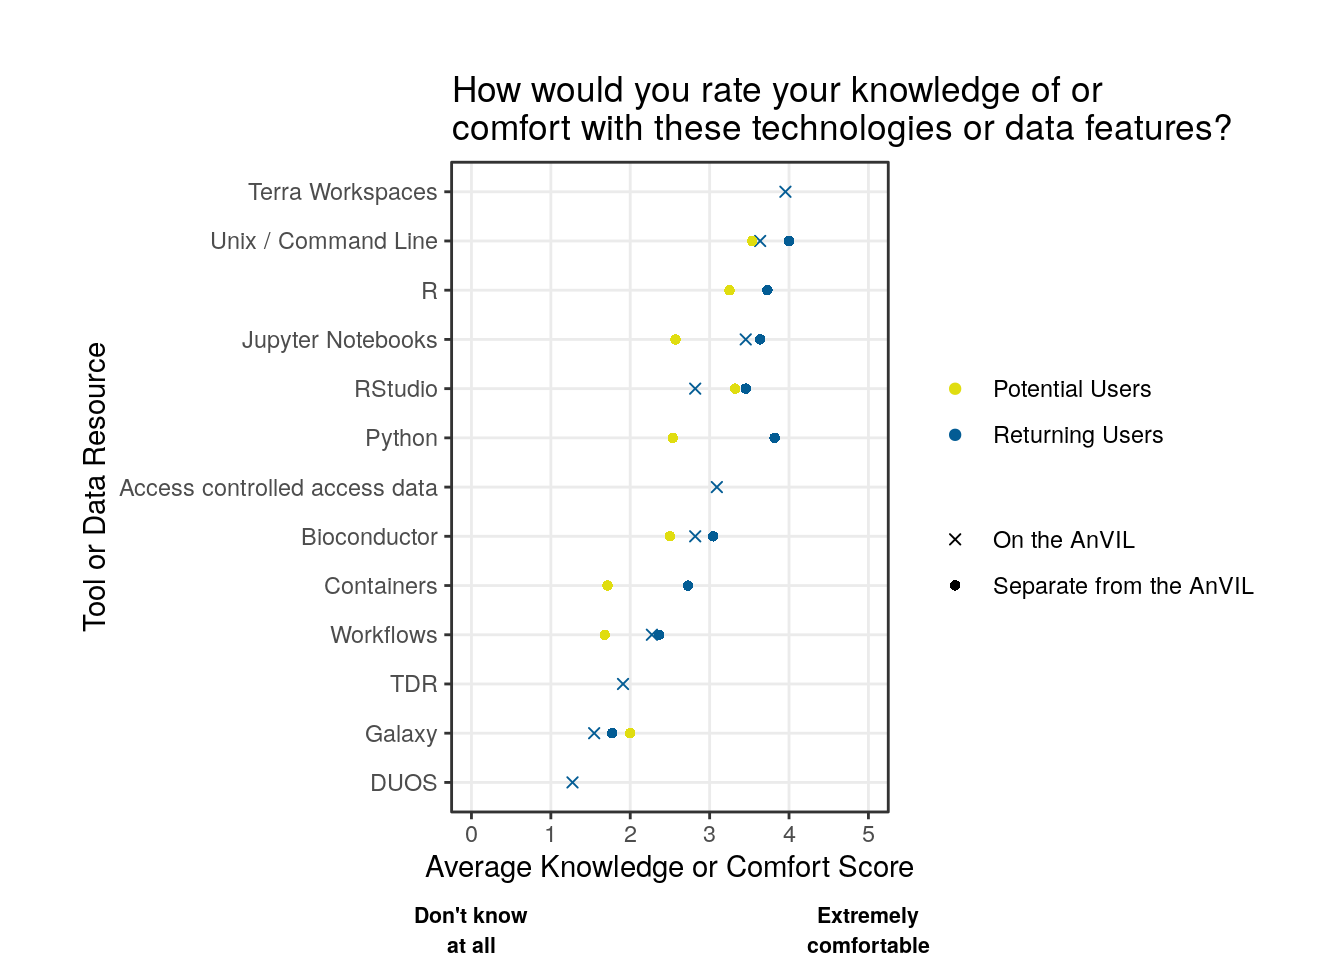 How would you rate your knowledge of or
comfort with these technologies or data features?
Tool or Data Resource
Terra Workspaces
Unix / Command Line
R
Jupyter Notebooks
RStudio
Python
Access controlled access data
Bioconductor
Containers
Workflows
TDR
Galaxy
DUOS
0 1 2 3 4 5
Average Knowledge or Comfort Score
Don't know
at all
Extremely
comfortable
Potential Users
Returning Users
On the AnVIL
Separate from the AnVIL